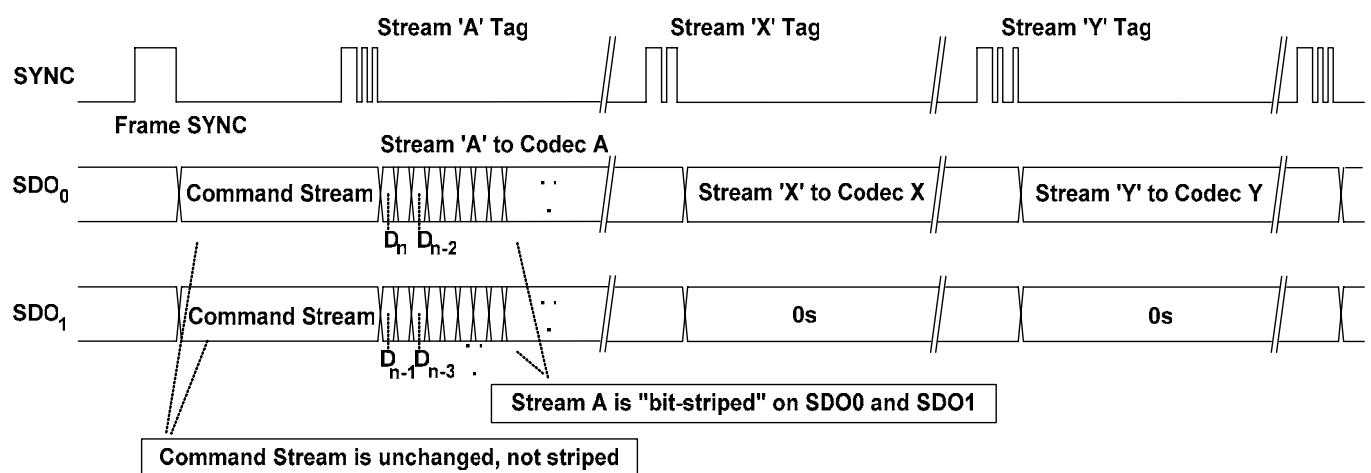 Stream 'A' Tag
Stream 'X' Tag
Stream 'Y' Tag
SYNC
Frame SYNC
Stream 'A' to Codec A
SDO0
Command Stream
Stream 'X' to Codec X
Stream 'Y' to Codec Y
Dn
Dn-2
SDO1
Command Stream
0s
0s
Dn-1
Dn-3
Stream A is "bit-striped" on SDO0 and SDO1
Command Stream is unchanged, not striped